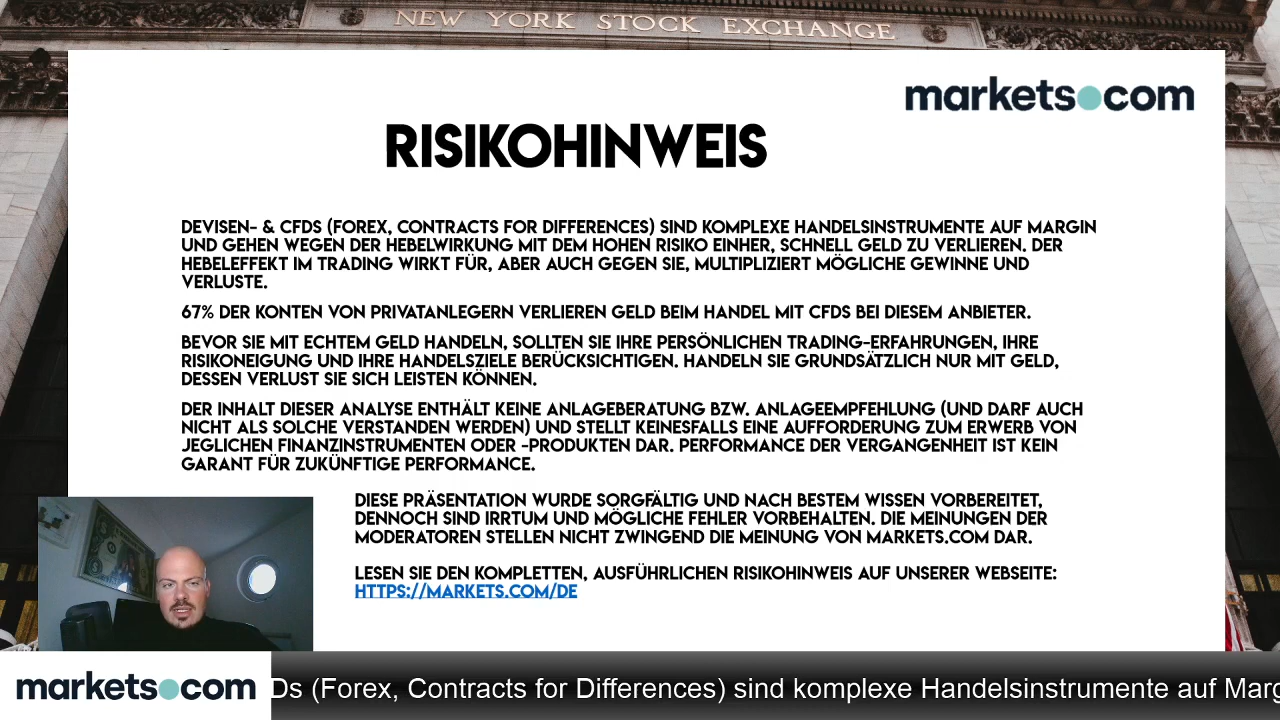 NEW YORK STOCK EXCHANGE
markets.com
RISIKOHINWEIS
DEVISEN- & CFDS (FOREX, CONTRACTS FOR DIFFERENCES) SIND KOMPLEXE HANDELSINSTRUMENTE AUF MARGIN
UND GEHEN WEGEN DER HEBELWIRKUNG MIT DEM HOHEN RISIKO EINHER, SCHNELL GELD ZU VERLIEREN. DER
HEBELEFFEKT IM TRADING WIRKT FÜR, ABER AUCH GEGEN SIE, MULTIPLIZIERT MÖGLICHE GEWINNE UND
VERLUSTE.
67% DER KONTEN VON PRIVATANLEGERN VERLIEREN GELD BEIM HANDEL MIT CFDS BEI DIESEM ANBIETER.
BEVOR SIE MIT ECHTEM GELD HANDELN, SOLLTEN SIE IHRE PERSÖNLICHEN TRADING-ERFAHRUNGEN, IHRE
RISIKONEIGUNG UND IHRE HANDELSZIELE BERÜCKSICHTIGEN. HANDELN SIE GRUNDSÄTZLICH NUR MIT GELD,
DESSEN VERLUST SIE SICH LEISTEN KÖNNEN.
DER INHALT DIESER ANALYSE ENTHÄLT KEINE ANLAGEBERATUNG BZW. ANLAGEEMPFEHLUNG (UND DARF AUCH
NICHT ALS SOLCHE VERSTANDEN WERDEN) UND STELLT KEINESFALLS EINE AUFFORDERUNG ZUM ERWERB VON
JEGLICHEN FINANZINSTRUMENTEN ODER -PRODUKTEN DAR. PERFORMANCE DER VERGANGENHEIT IST KEIN
GARANT FÜR ZUKÜNFTIGE PERFORMANCE.
DIESE PRÄSENTATION WURDE SORGFÄLTIG UND NACH BESTEM WISSEN VORBEREITET,
DENNOCH SIND IRRTUM UND MÖGLICHE FEHLER VORBEHALTEN. DIE MEINUNGEN DER
MODERATOREN STELLEN NICHT ZWINGEND DIE MEINUNG VON MARKETS.COM DAR.
LESEN SIE DEN KOMPLETTEN, AUSFÜHRLICHEN RISIKOHINWEIS AUF UNSERER WEBSEITE:
HTTPS://MARKETS.COM/DE
markets.com
Ds (Forex, Contracts for Differences) sind komplexe Handelsinstrumente auf Marg